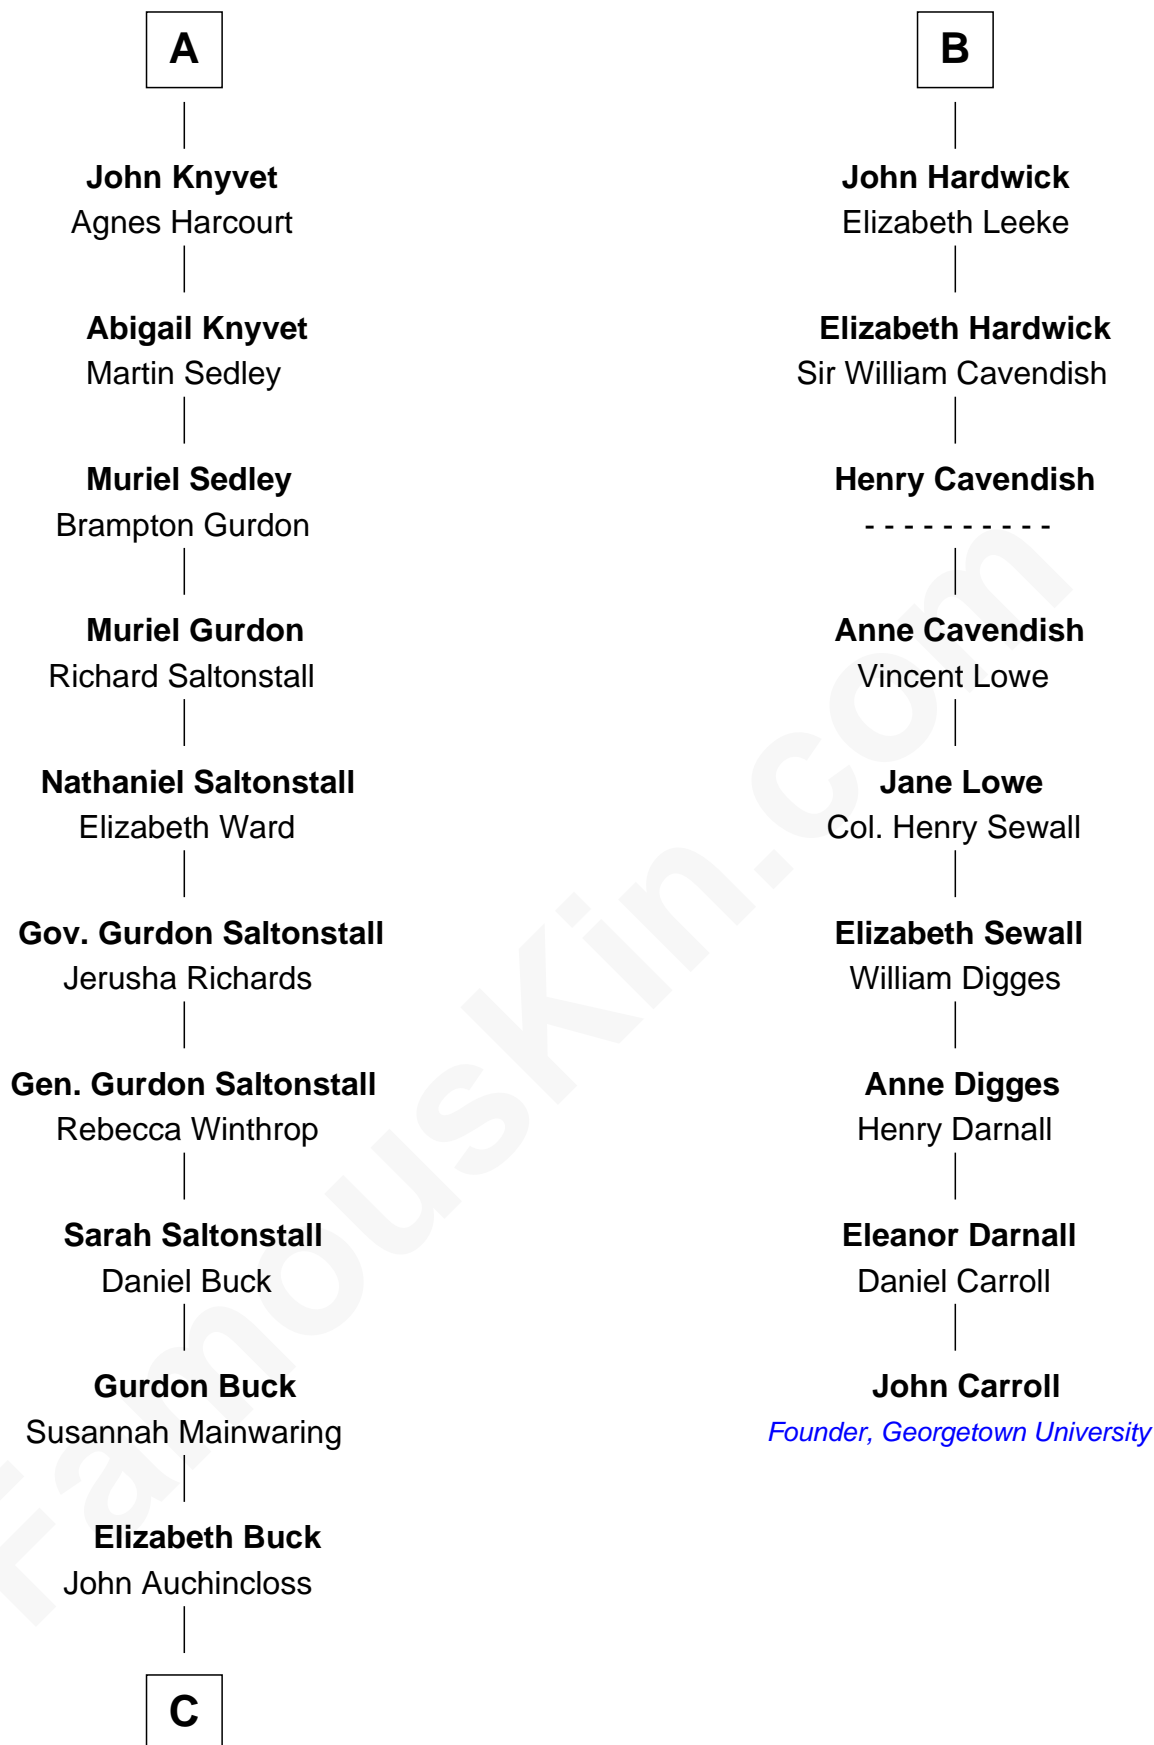 A
John Knyvet
Agnes Harcourt
Abigail Knyvet
Martin Sedley
Muriel Sedley
Brampton Gurdon
Muriel Gurdon
Richard Saltonstall
Nathaniel Saltonstall
Elizabeth Ward
Gov. Gurdon Saltonstall
Jerusha Richards
Gen. Gurdon Saltonstall
Rebecca Winthrop
Sarah Saltonstall
Daniel Buck
Gurdon Buck
Susannah Mainwaring
Elizabeth Buck
John Auchincloss
C
B
John Hardwick
Elizabeth Leeke
Elizabeth Hardwick
Sir William Cavendish
Henry Cavendish
- - - - - - - - - -
Anne Cavendish
Vincent Lowe
Jane Lowe
Col. Henry Sewall
Elizabeth Sewall
William Digges
Anne Digges
Henry Darnall
Eleanor Darnall
Daniel Carroll
John Carroll
Founder, Georgetown University
FamousKin.com